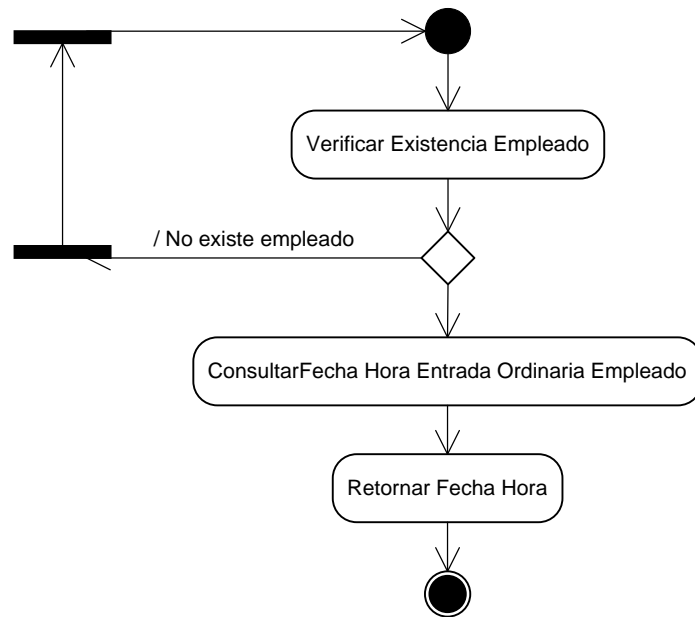 Verificar Existencia Empleado
/ No existe empleado
ConsultarFecha Hora Entrada Ordinaria Empleado
Retornar Fecha Hora